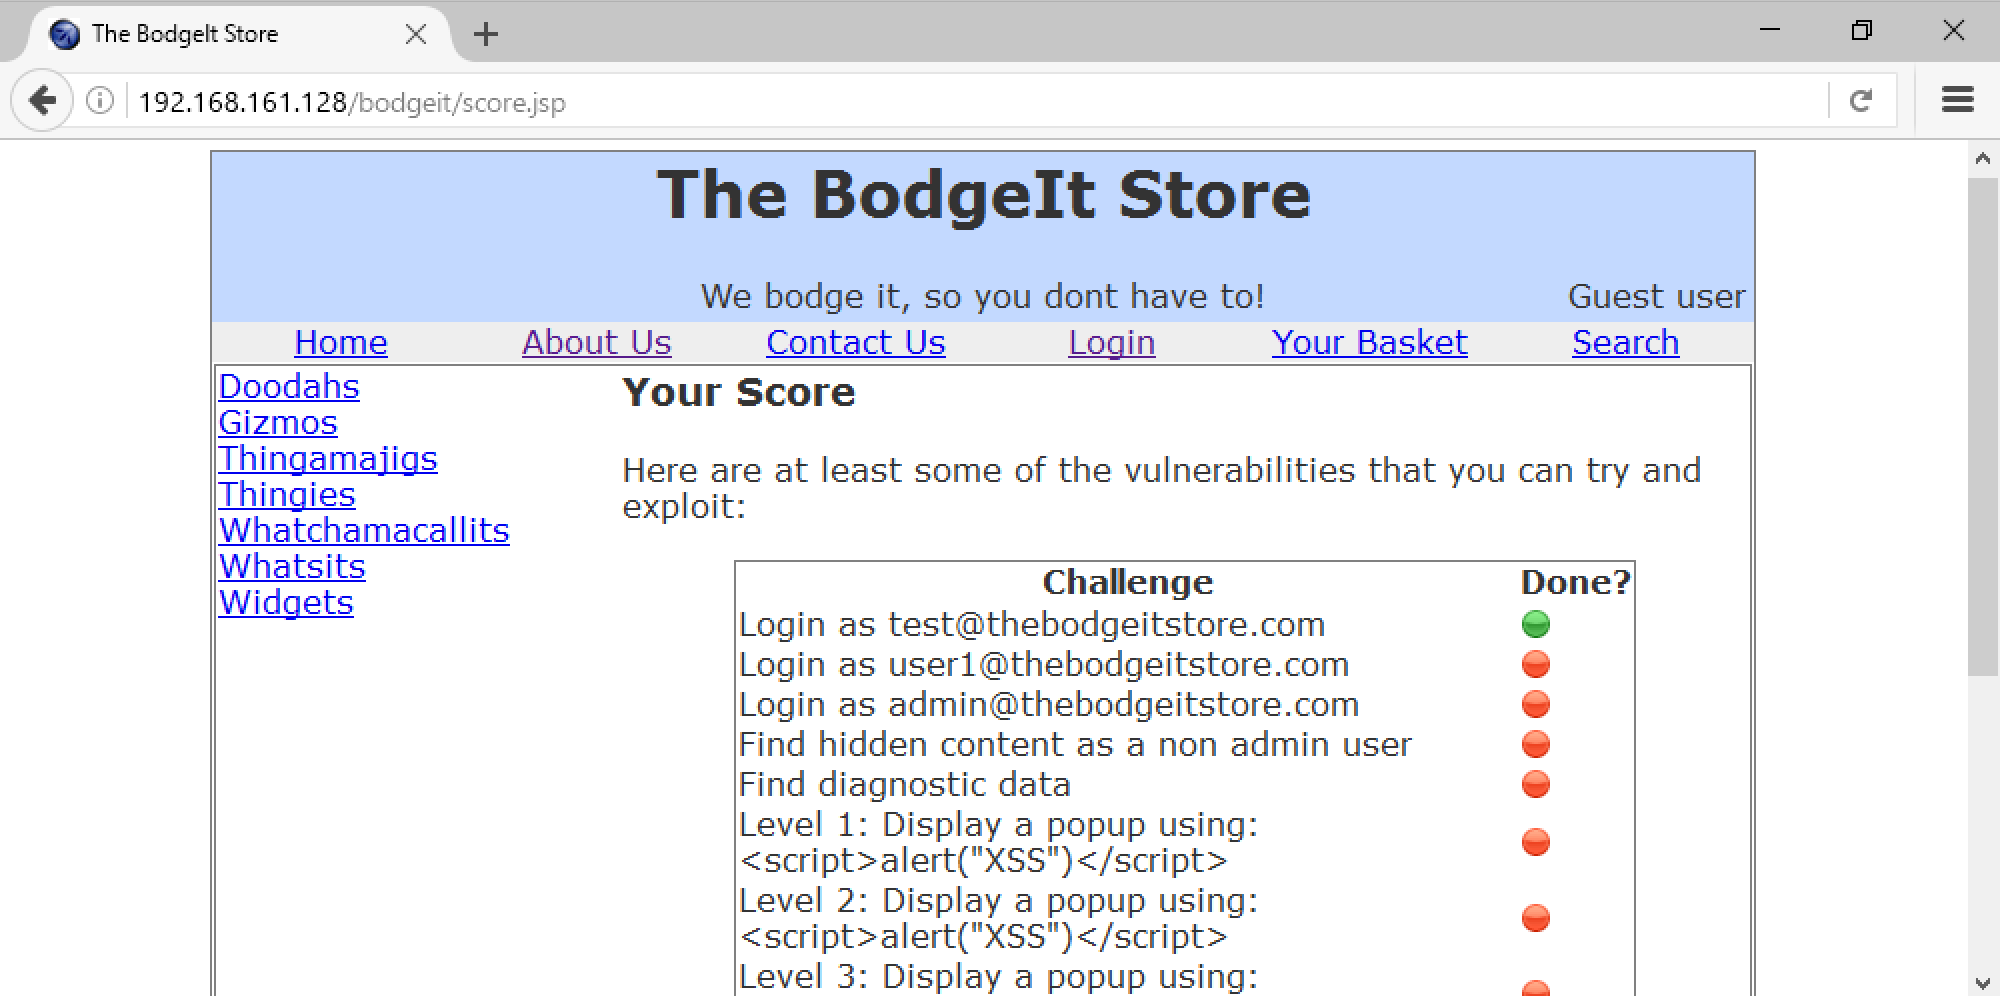 The BodgeIt Store
192.168.161.128/bodgeit/score.jsp
The BodgeIt Store
We bodge it, so you dont have to!
Guest user
Home About Us Contact Us Login Your Basket Search
Doodahs
Gizmos
Thingamajigs
Thingies
Whatchamacallits
Whatsits
Widgets
Your Score
Here are at least some of the vulnerabilities that you can try and
exploit:
Challenge Done?
Login as test@thebodgeitstore.com
Login as user1@thebodgeitstore.com
Login as admin@thebodgeitstore.com
Find hidden content as a non admin user
Find diagnostic data
Level 1: Display a popup using:
<script>alert("XSS")</script>
Level 2: Display a popup using:
<script>alert("XSS")</script>
Level 3: Display a popup using: